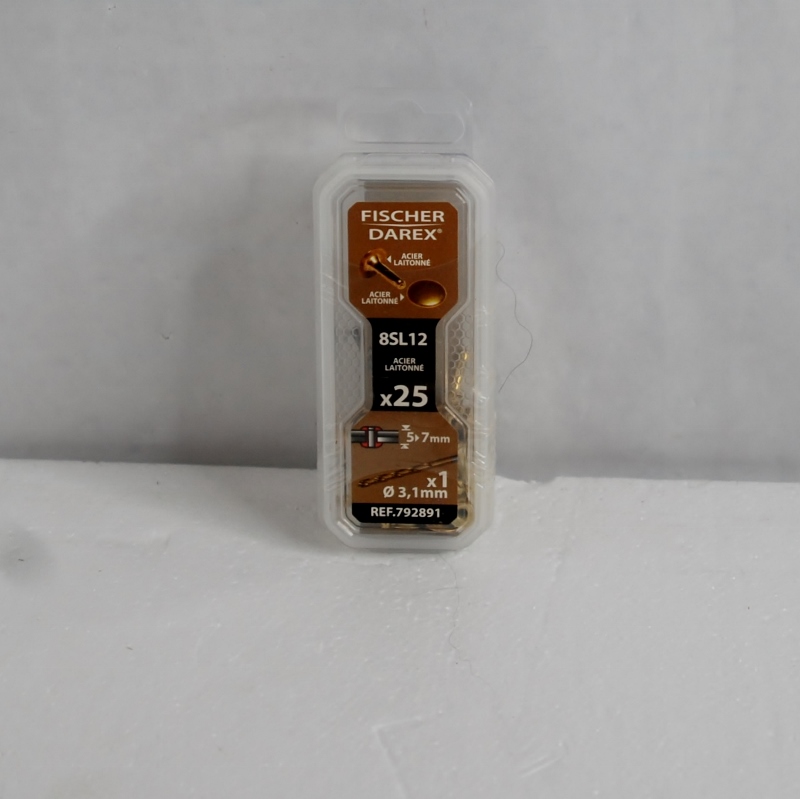 FISCHER
DAREX®
ACIER
LAITONNÉ
ACIER
LAITONNÉ
8SL12
ACIER
LAITONNÉ
x25
5 7mm
x1
Ø 3,1mm
REF.792891